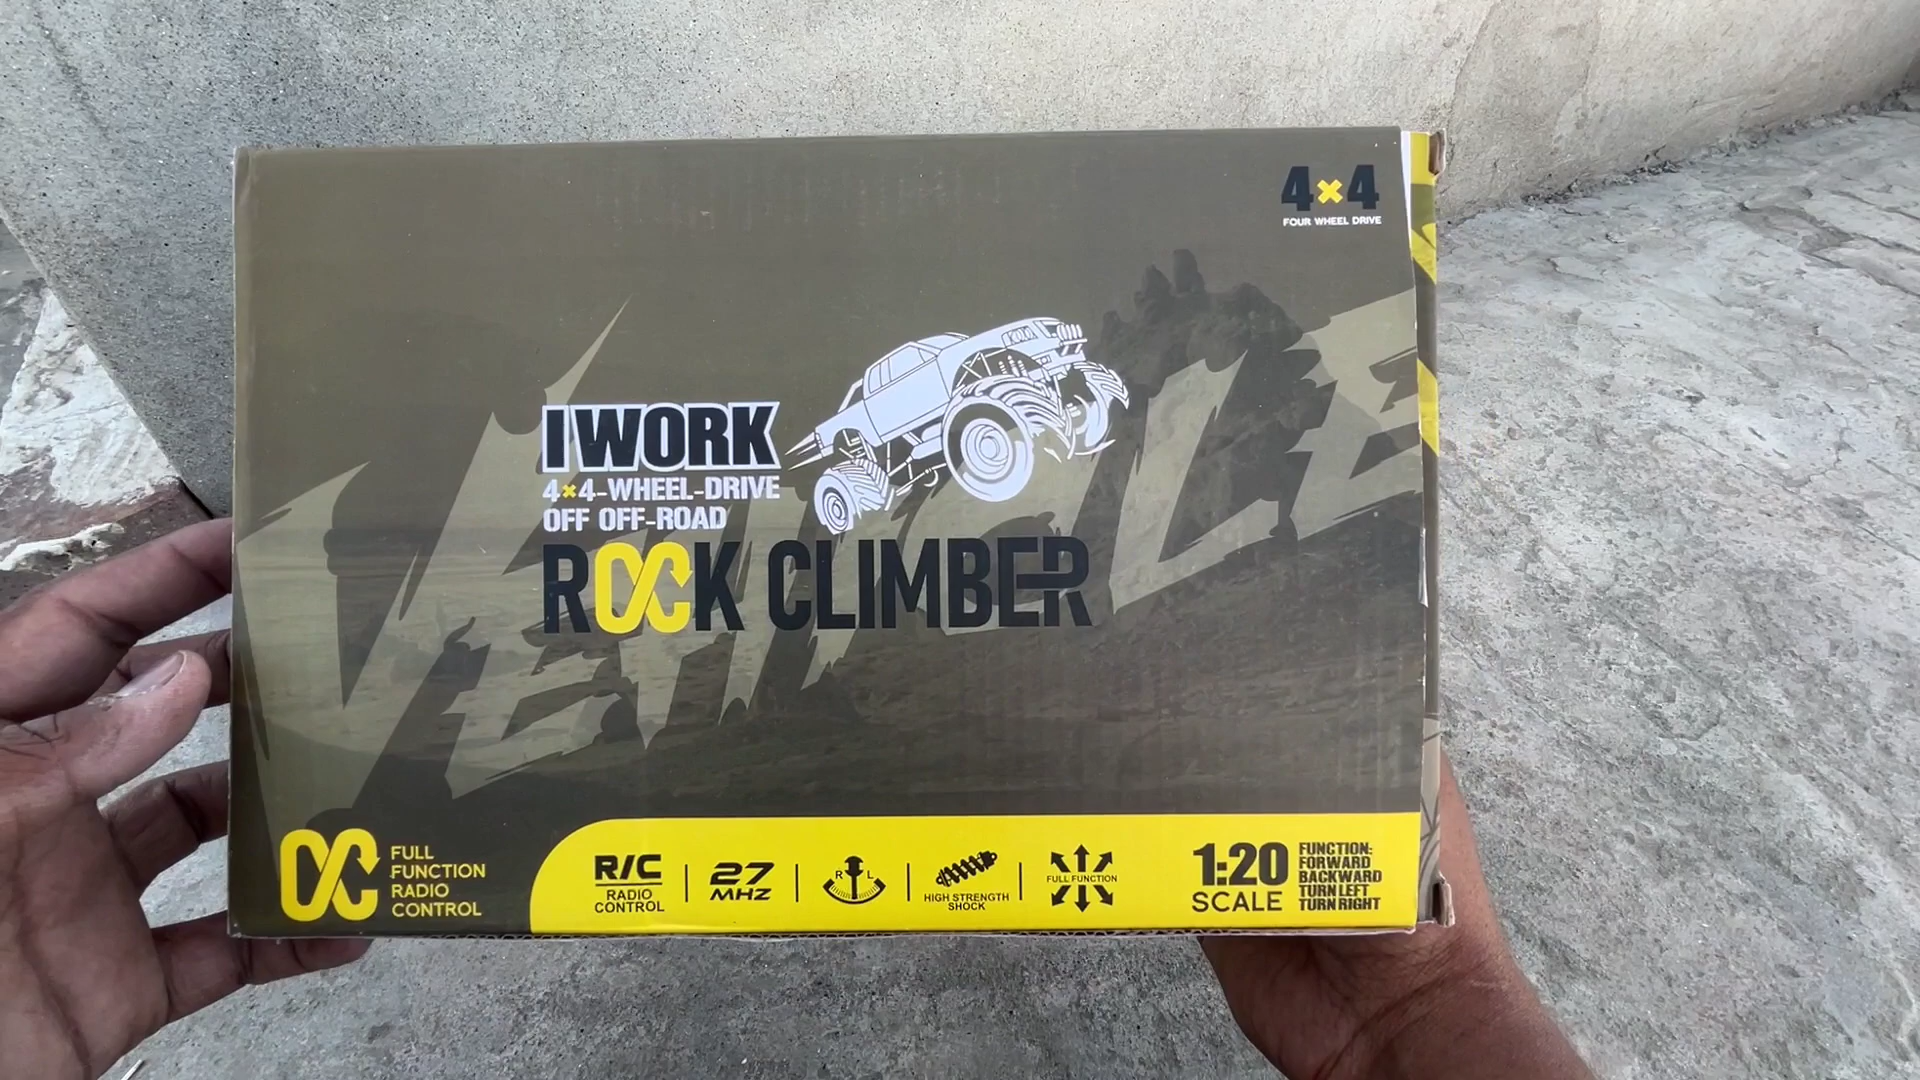 4×4
FOUR WHEEL DRIVE
VEHICLE
I WORK
4×4-WHEEL-DRIVE
OFF OFF-ROAD
ROCK CLIMBER
FULL
FUNCTION
RADIO
CONTROL
R/C
RADIO
CONTROL
27
MHZ
R L
HIGH STRENGTH
SHOCK
FULL FUNCTION
1:20
SCALE
FUNCTION:
FORWARD
BACKWARD
TURN LEFT
TURN RIGHT